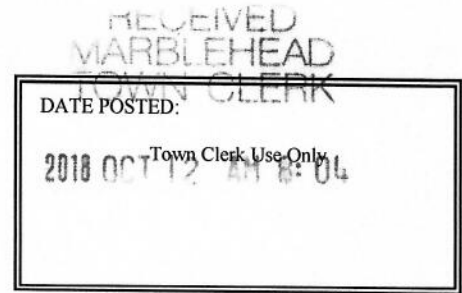 RECEIVED
MARBLEHEAD
TOWN CLERK
DATE POSTED:
Town Clerk Use Only
2018 OCT 12 AM 8: 04